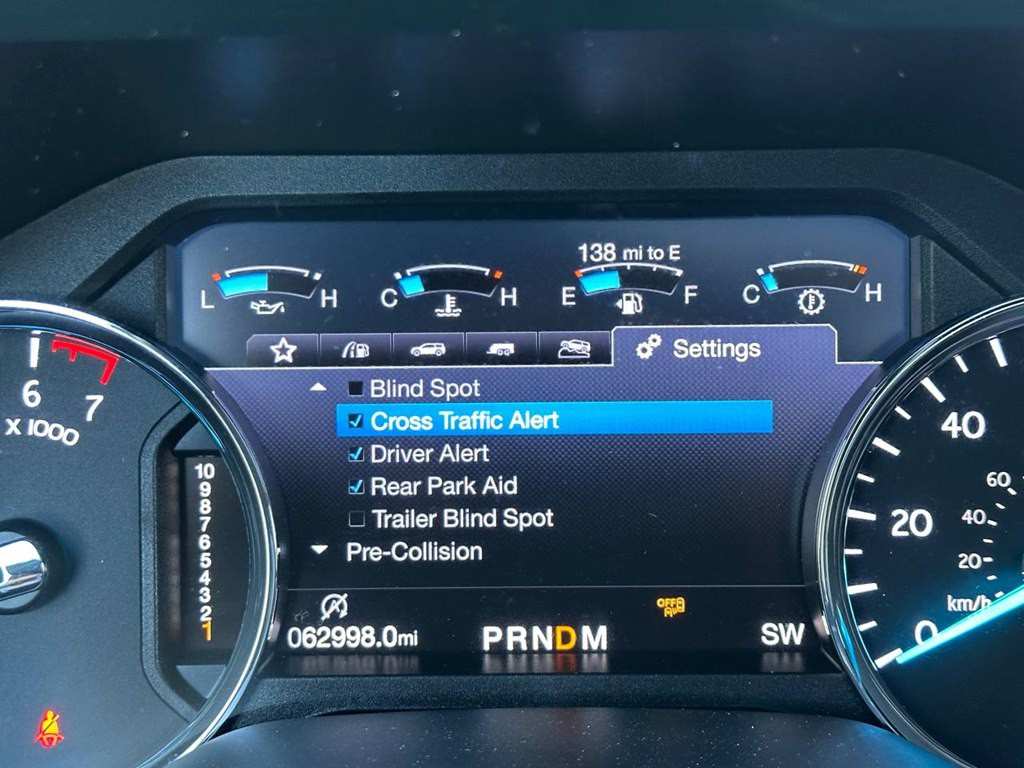 138 mi to E
L H
C H
E F
C H
Settings
Blind Spot
Cross Traffic Alert
Driver Alert
Rear Park Aid
Trailer Blind Spot
Pre-Collision
062998.0mi
PRNDM
SW
OFF
6
7
x 1000
10
9
8
7
6
5
4
3
2
1
40
20
0
60
40
20
km/h